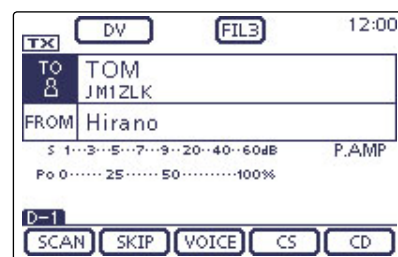 DV FIL3 12:00
TX
TO TOM
JM1ZLK
FROM Hirano
S 1···3···5···7···9··20··40··60dB P.AMP
Po 0······25······50·········100%
D-1
SCAN SKIP VOICE CS CD